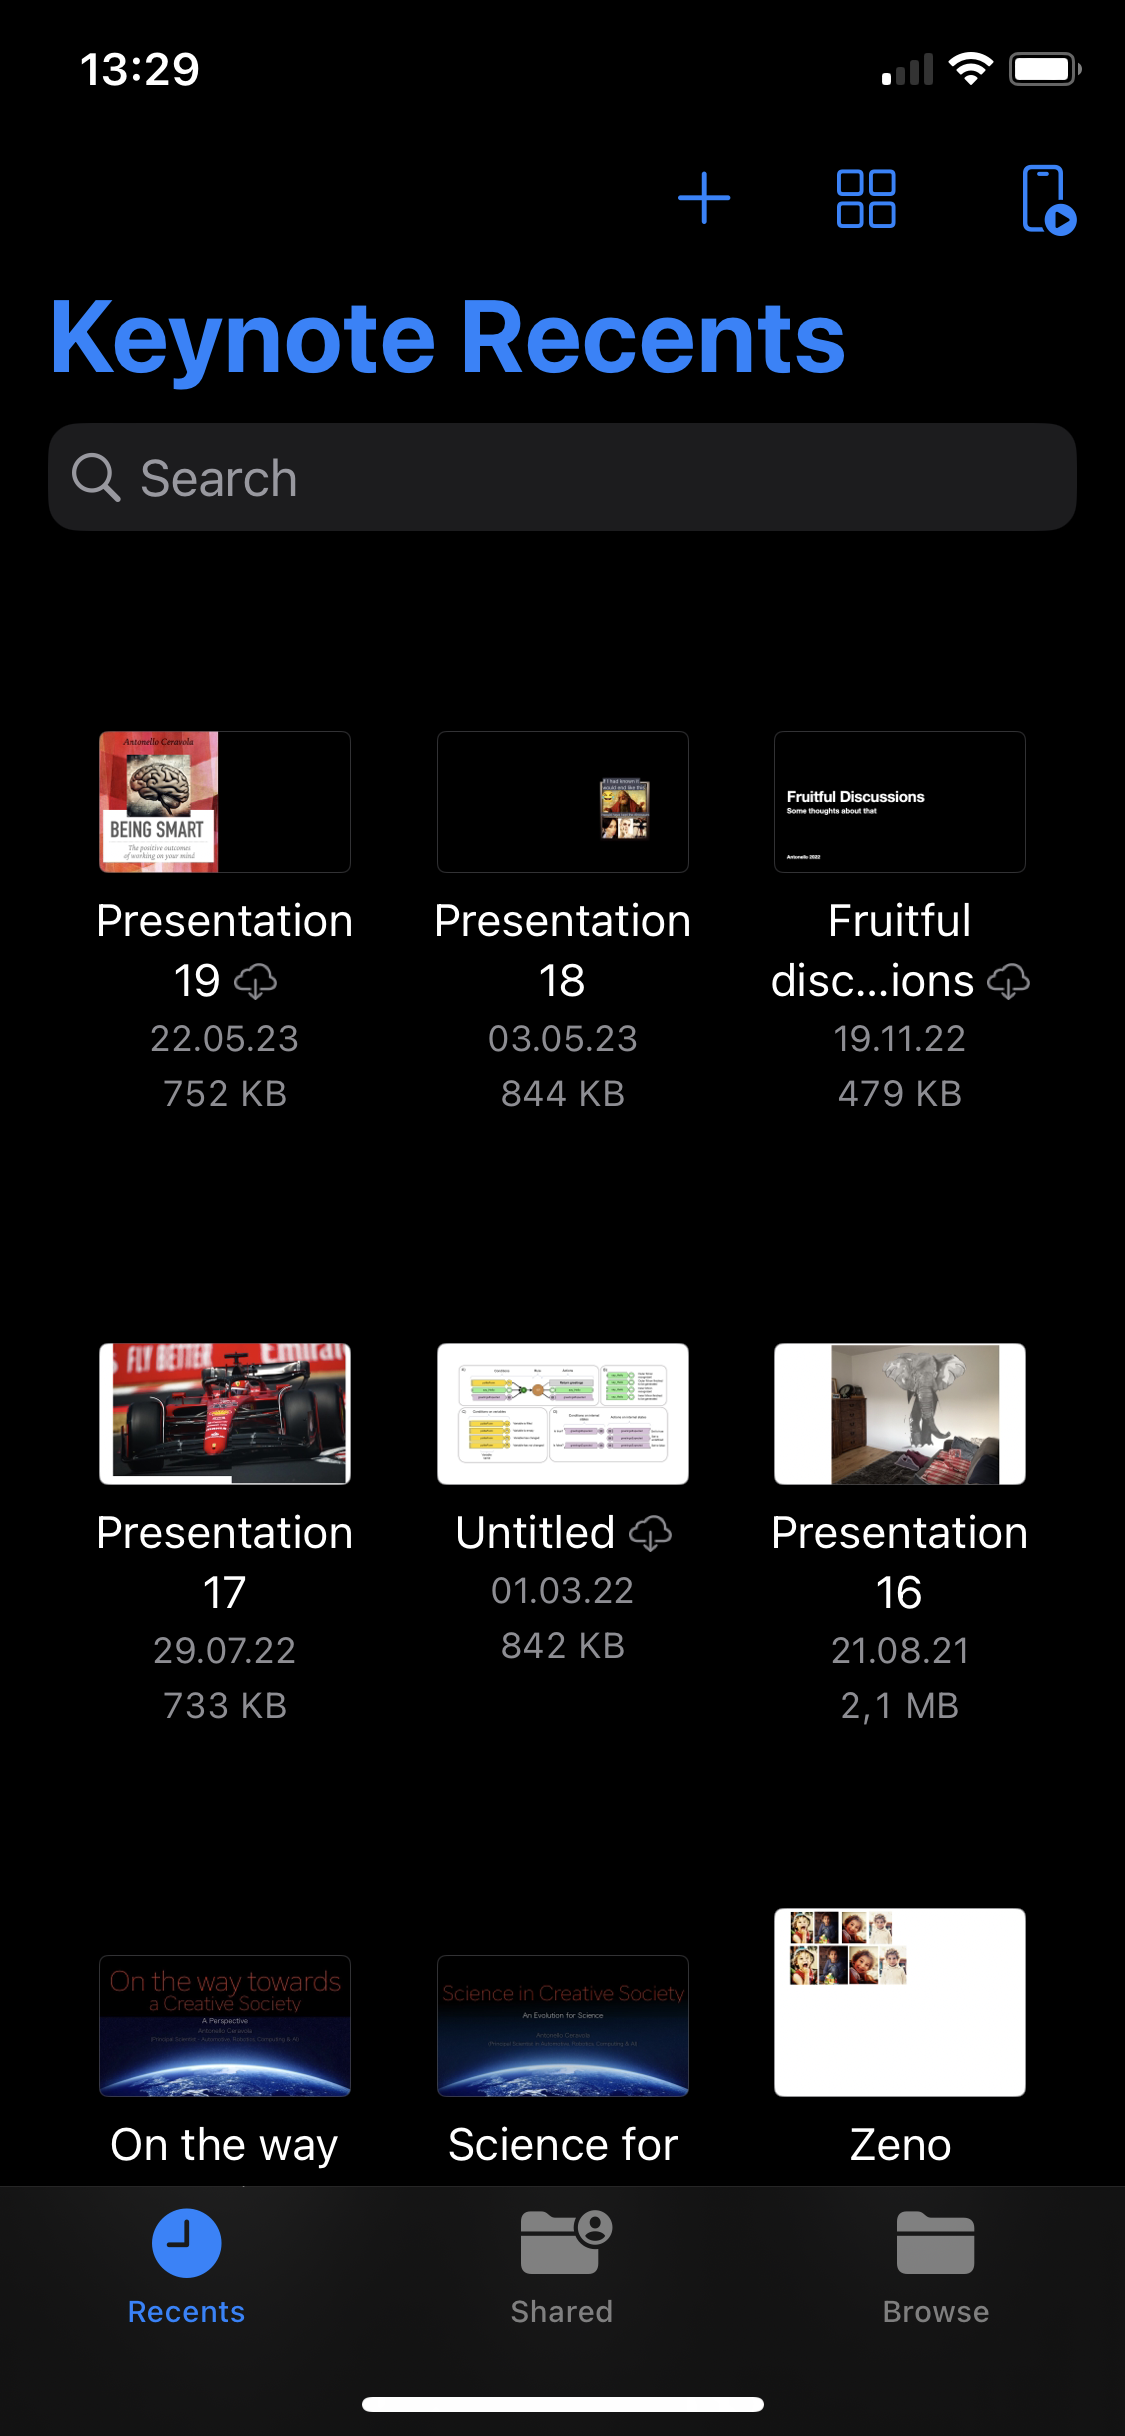 13:29
Keynote Recents
Search
Antonello Ceravola
BEING SMART
The positive outcomes
of working on your mind
Fruitful Discussions
Some thoughts about that
Antonello 2022
Presentation
19
22.05.23
752 KB
Presentation
18
03.05.23
844 KB
Fruitful
disc...ions
19.11.22
479 KB
FLY BETTER
Presentation
17
29.07.22
733 KB
Untitled
01.03.22
842 KB
Presentation
16
21.08.21
2,1 MB
On the way towards
a Creative Society
A Perspective
Antonello Ceravola
Science in Creative Society
An Evolution for Science
Antonello Ceravola
On the way
Science for
Zeno
Recents
Shared
Browse